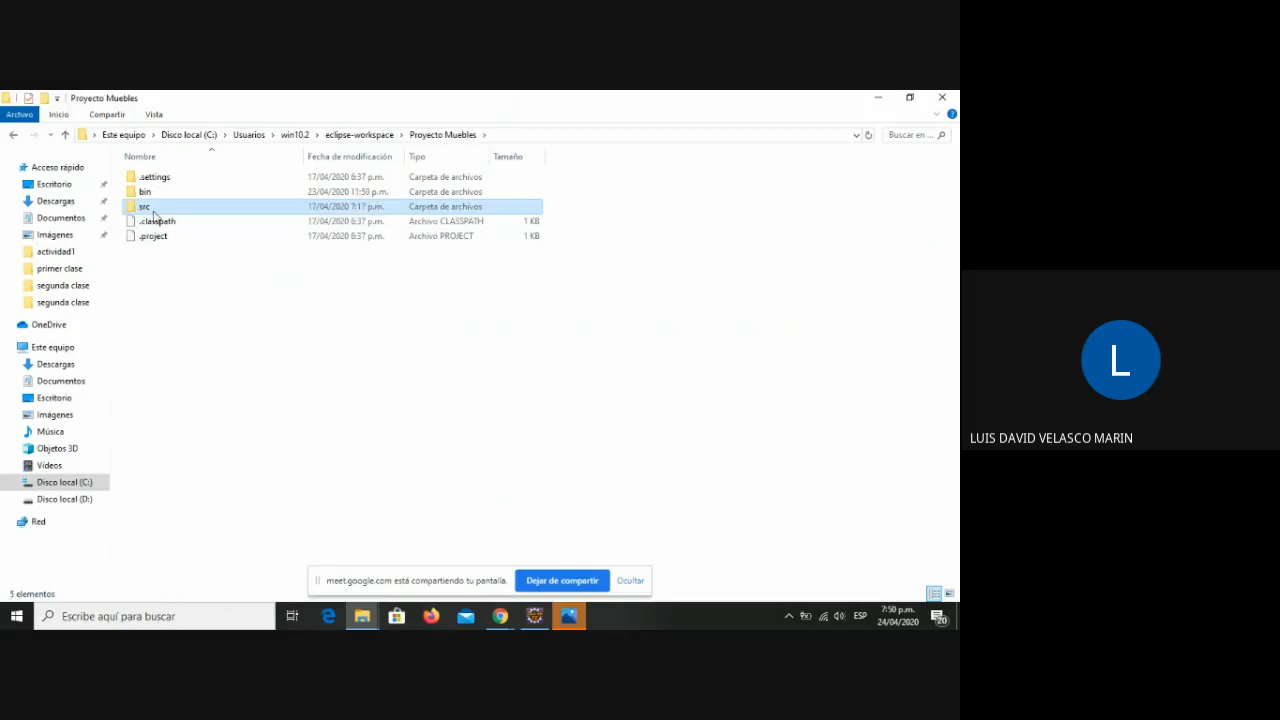 Proyecto Muebles
Archivo Inicio Compartir Vista
Este equipo > Disco local (C:) > Usuarios > win10.2 > eclipse-workspace > Proyecto Muebles >
Buscar en ...
Nombre Fecha de modificación Tipo Tamaño
.settings 17/04/2020 6:37 p.m. Carpeta de archivos
bin 23/04/2020 11:59 p.m. Carpeta de archivos
src 17/04/2020 7:17 p.m. Carpeta de archivos
.classpath 17/04/2020 6:37 p.m. Archivo CLASSPATH 1 KB
.project 17/04/2020 6:37 p.m. Archivo PROJECT 1 KB
Acceso rápido
Escritorio
Descargas
Documentos
Imágenes
actividad1
primer clase
segunda clase
segunda clase
OneDrive
Este equipo
Descargas
Documentos
Escritorio
Imágenes
Música
Objetos 3D
Vídeos
Disco local (C:)
Disco local (D:)
Red
5 elementos
meet.google.com está compartiendo tu pantalla.
Dejar de compartir
Ocultar
Escribe aquí para buscar
ESP
7:50 p.m.
24/04/2020
20
L
LUIS DAVID VELASCO MARIN